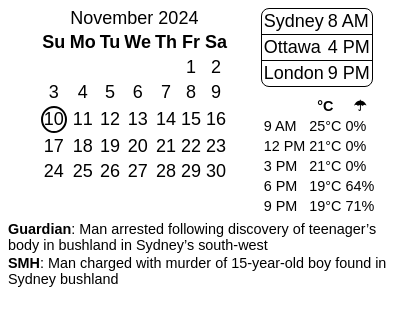 November 2024
Su Mo Tu We Th Fr Sa
1 2
3 4 5 6 7 8 9
10 11 12 13 14 15 16
17 18 19 20 21 22 23
24 25 26 27 28 29 30
Sydney 8 AM
Ottawa 4 PM
London 9 PM
°C ☂
9 AM 25°C 0%
12 PM 21°C 0%
3 PM 21°C 0%
6 PM 19°C 64%
9 PM 19°C 71%
Guardian: Man arrested following discovery of teenager’s
body in bushland in Sydney’s south-west
SMH: Man charged with murder of 15-year-old boy found in
Sydney bushland